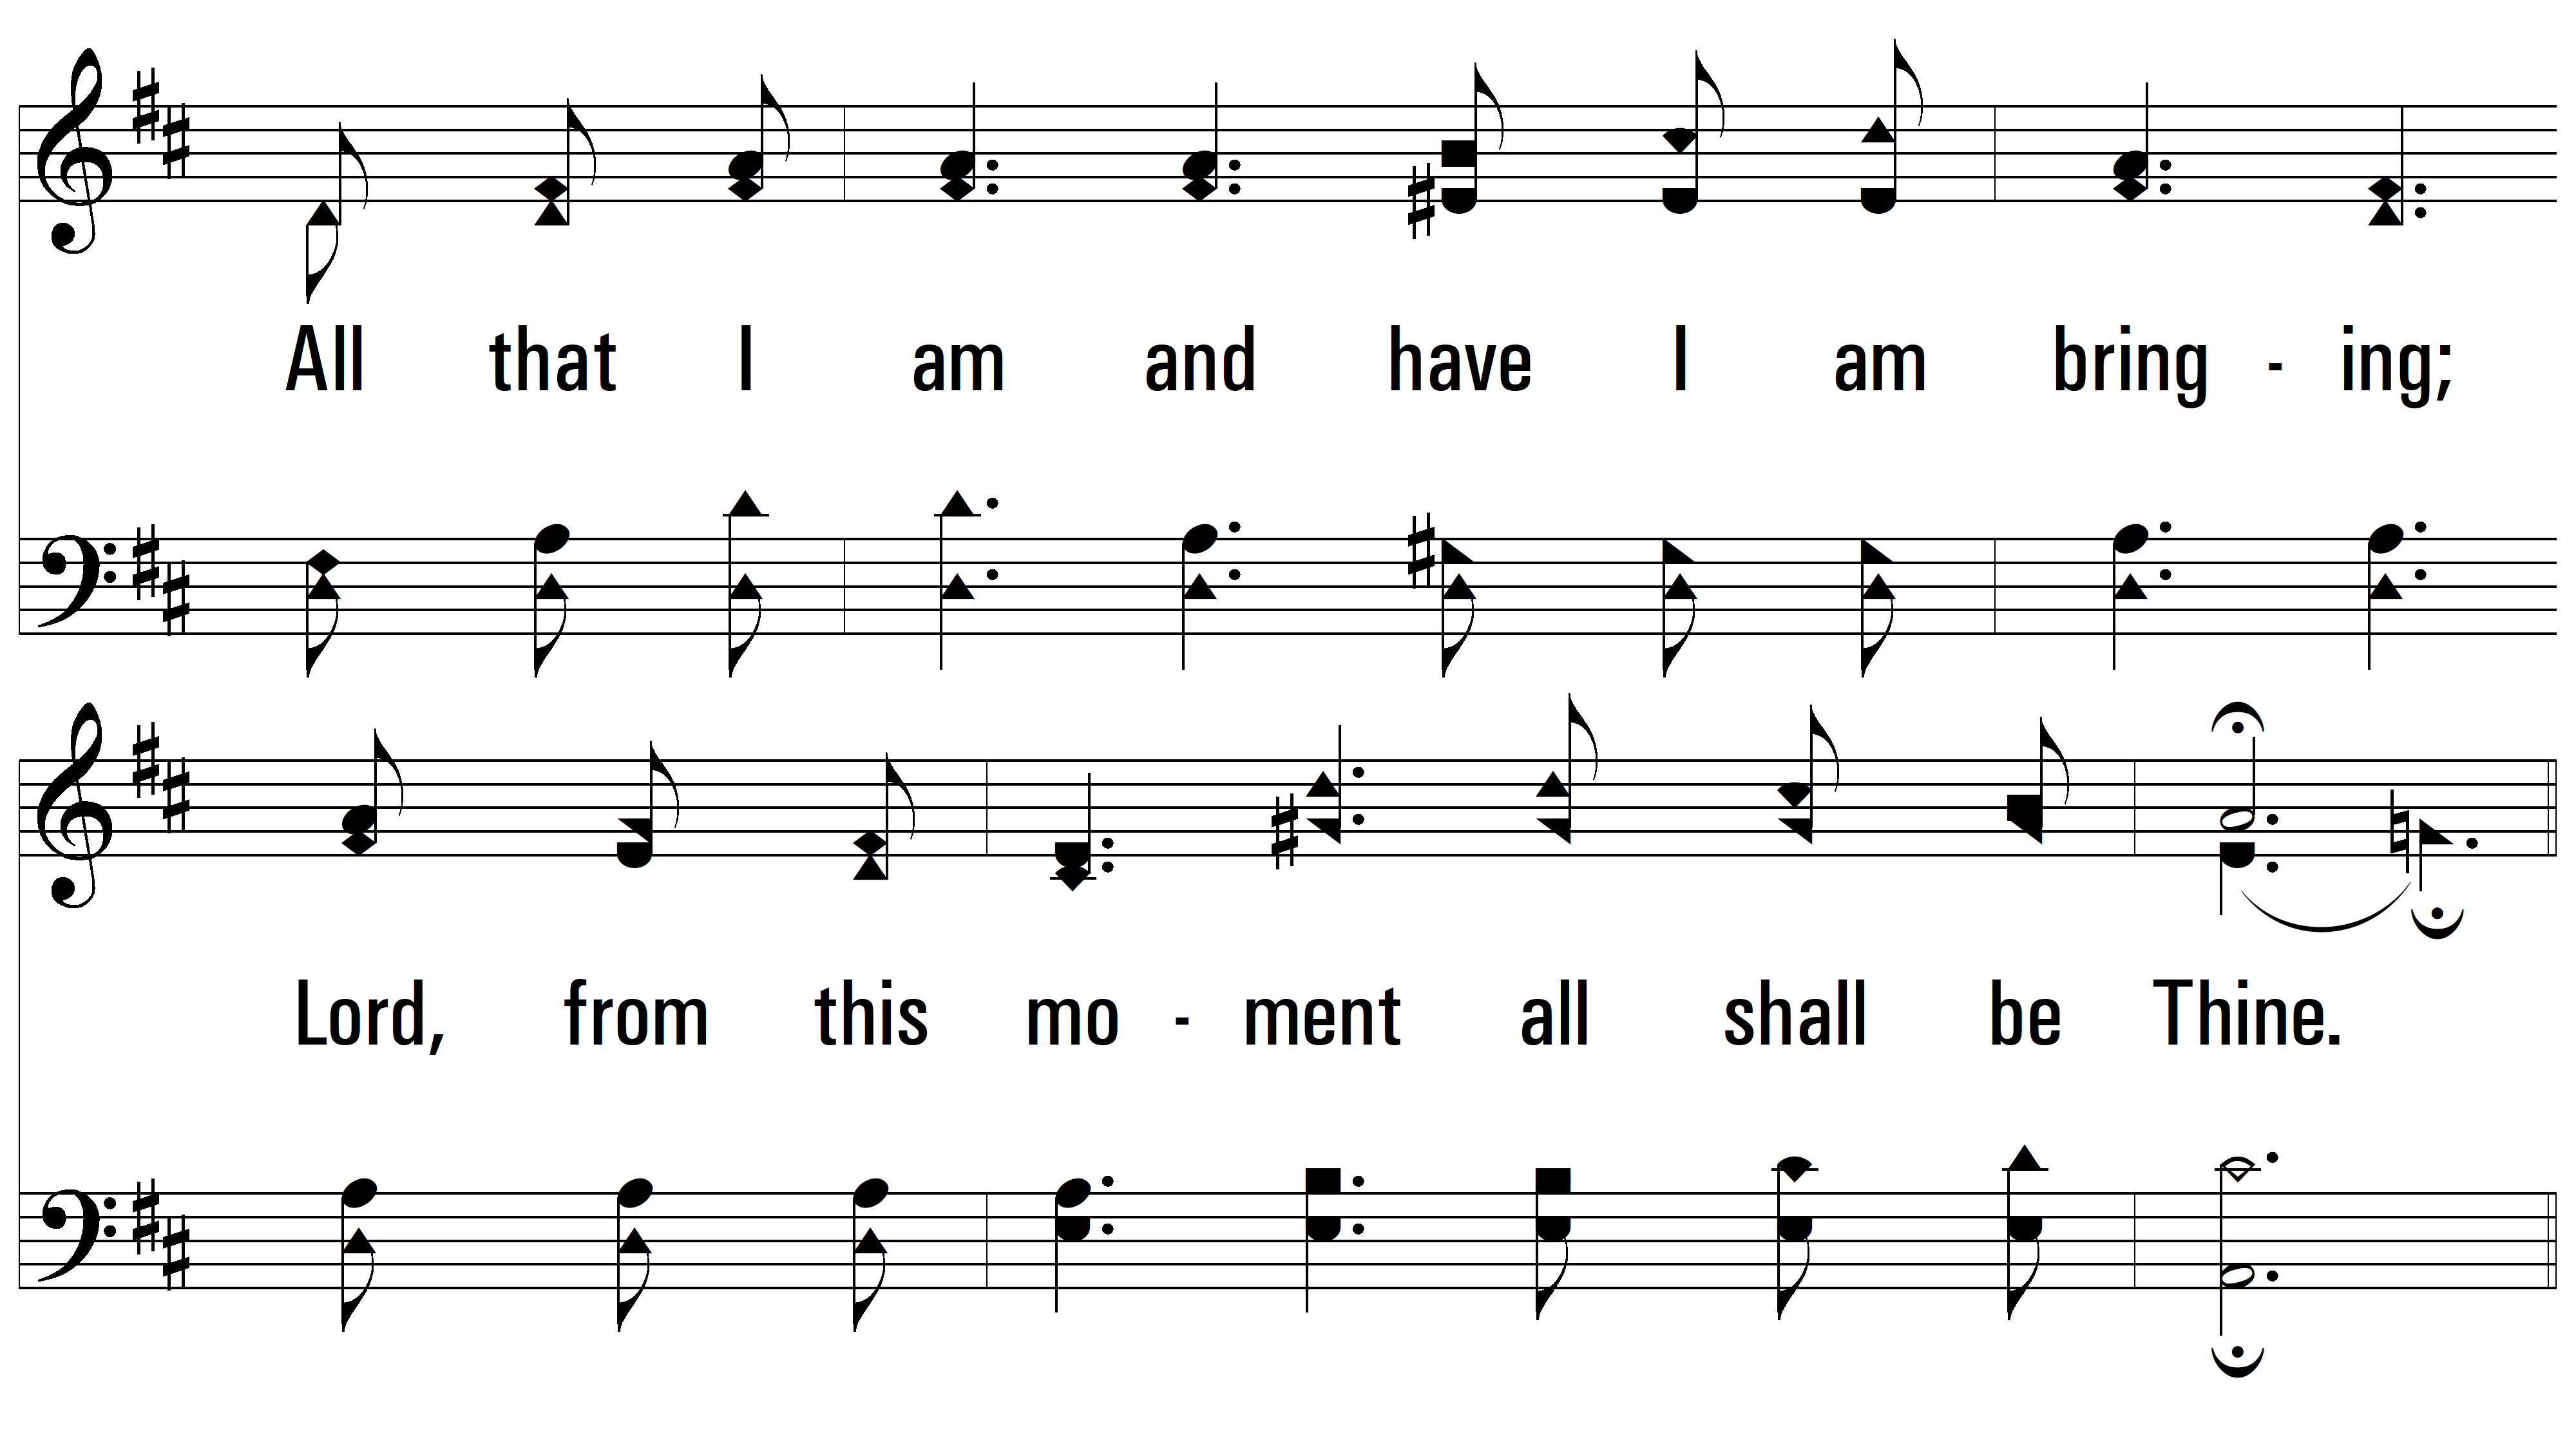 All that I am and have I am bring - ing;
Lord, from this mo - ment all shall be Thine.